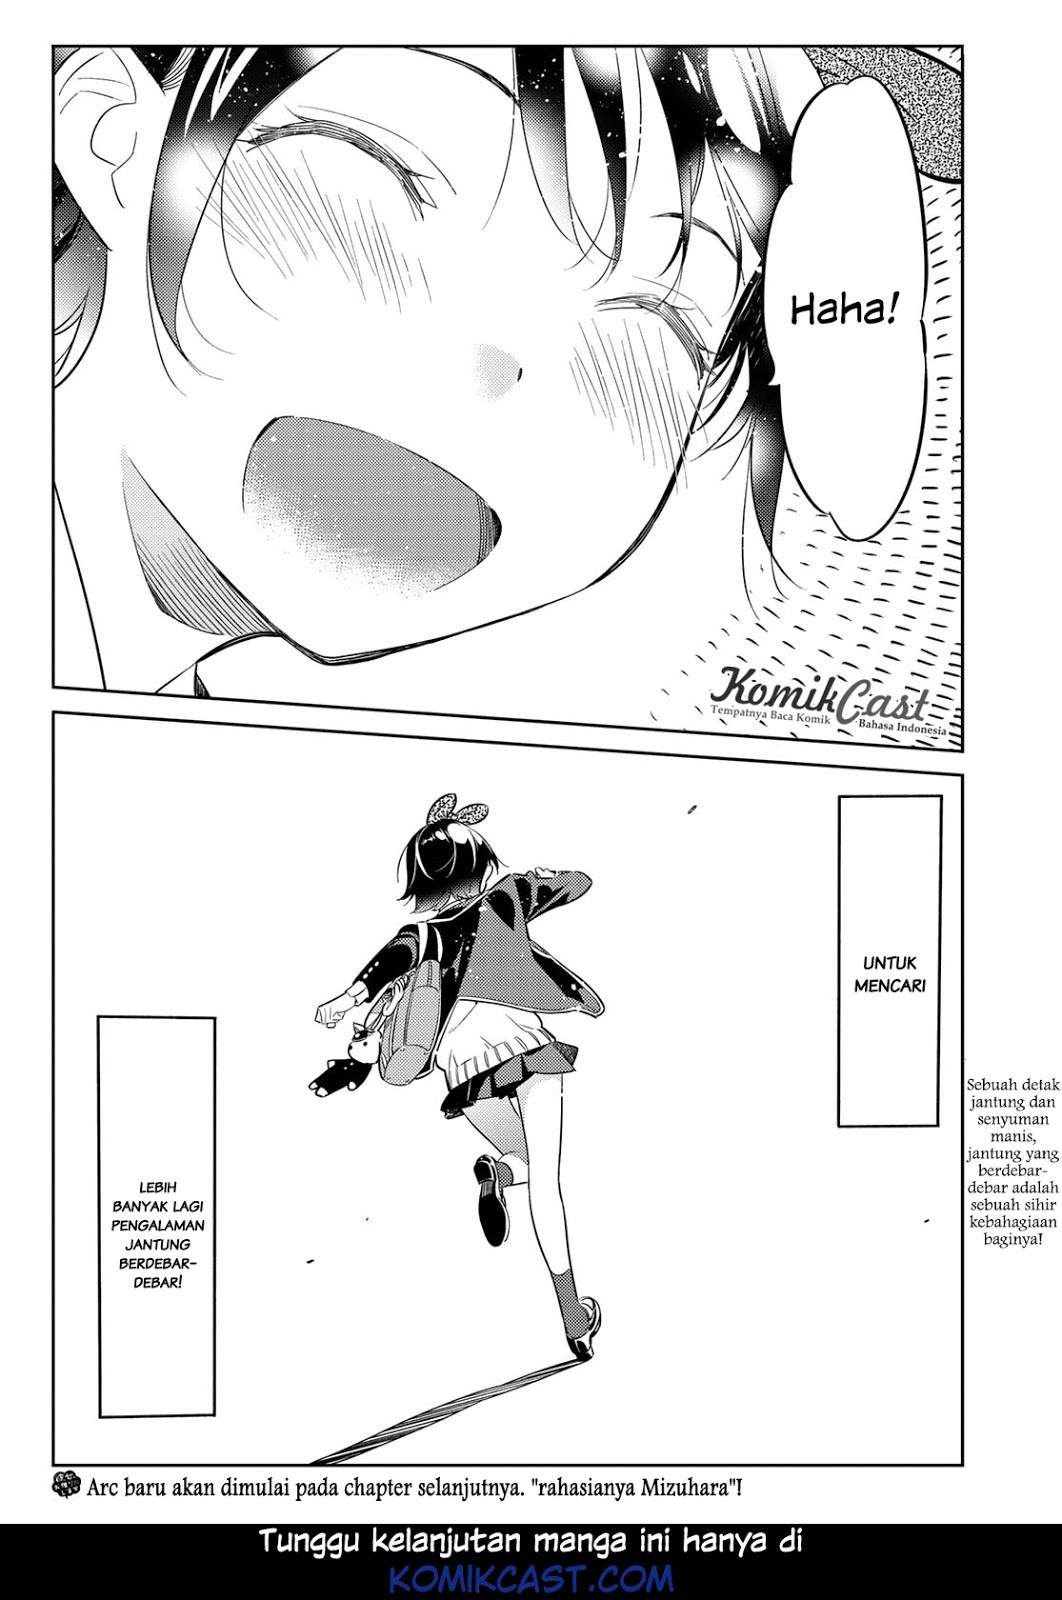 Haha!
KomikCast
Tempatnya Baca Komik
Bahasa Indonesia
UNTUK
MENCARI
Sebuah detak
jantung dan
senyuman
manis,
jantung yang
berdebar-
debar adalah
sebuah sihir
kebahagiaan
baginya!
LEBIH
BANYAK LAGI
PENGALAMAN
JANTUNG
BERDEBAR-
DEBAR!
Arc baru akan dimulai pada chapter selanjutnya. "rahasianya Mizuhara"!
Tunggu kelanjutan manga ini hanya di
KOMIKCAST.COM